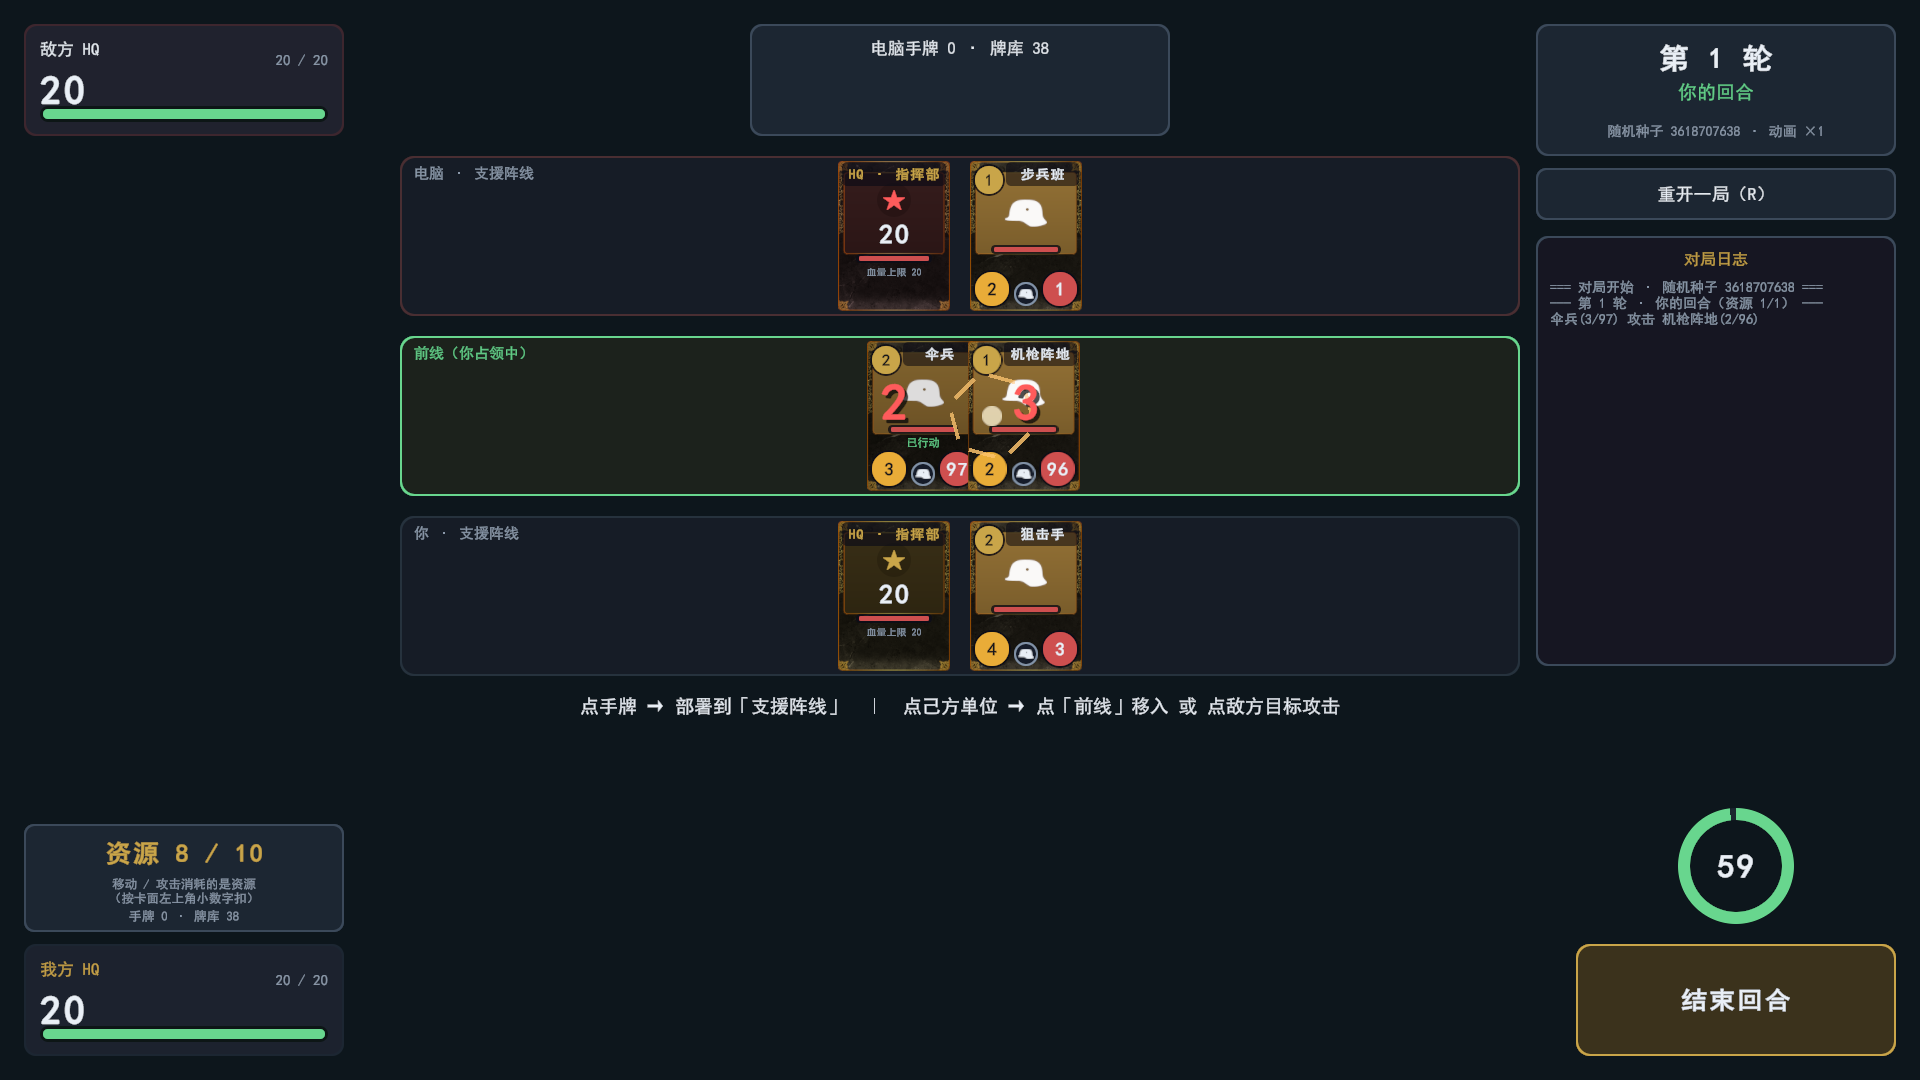 敌方 HQ
20 / 20
20
电脑手牌 0 · 牌库 38
第 1 轮
你的回合
随机种子 3618707638 · 动画 ×1
重开一局（R）
电脑 · 支援阵线
HQ · 指挥部
20
血量上限 20
1
步兵班
2
1
对局日志
══ 对局开始 · 随机种子 3618707638 ══
── 第 1 轮 · 你的回合（资源 1/1） ──
伞兵(3/97) 攻击 机枪阵地(2/96)
前线（你占领中）
2
伞兵
2
已行动
3
97
1
机枪阵地
3
2
96
你 · 支援阵线
HQ · 指挥部
20
血量上限 20
2
狙击手
4
3
点手牌 → 部署到「支援阵线」 | 点己方单位 → 点「前线」移入 或 点敌方目标攻击
资源 8 / 10
移动 / 攻击消耗的是资源
（按卡面左上角小数字扣）
手牌 0 · 牌库 38
我方 HQ
20 / 20
20
59
结束回合